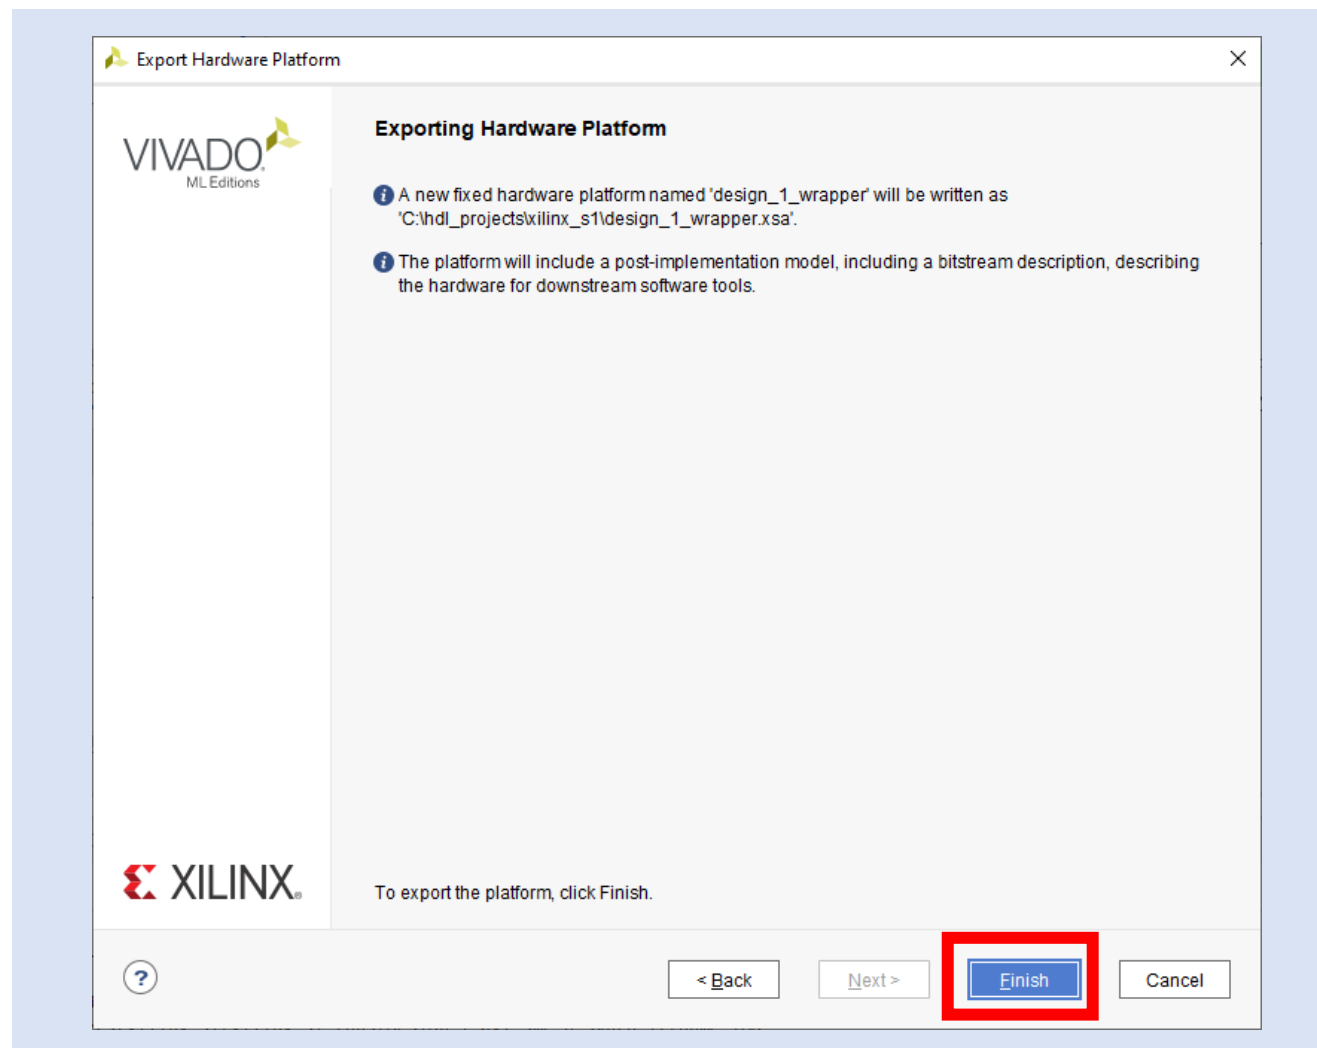 Export Hardware Platform
VIVADO
ML Editions
Exporting Hardware Platform
A new fixed hardware platform named 'design_1_wrapper' will be written as
'C:\hdl_projects\xilinx_s1\design_1_wrapper.xsa'.
The platform will include a post-implementation model, including a bitstream description, describing
the hardware for downstream software tools.
XILINX
To export the platform, click Finish.
?
< Back
Next >
Finish
Cancel